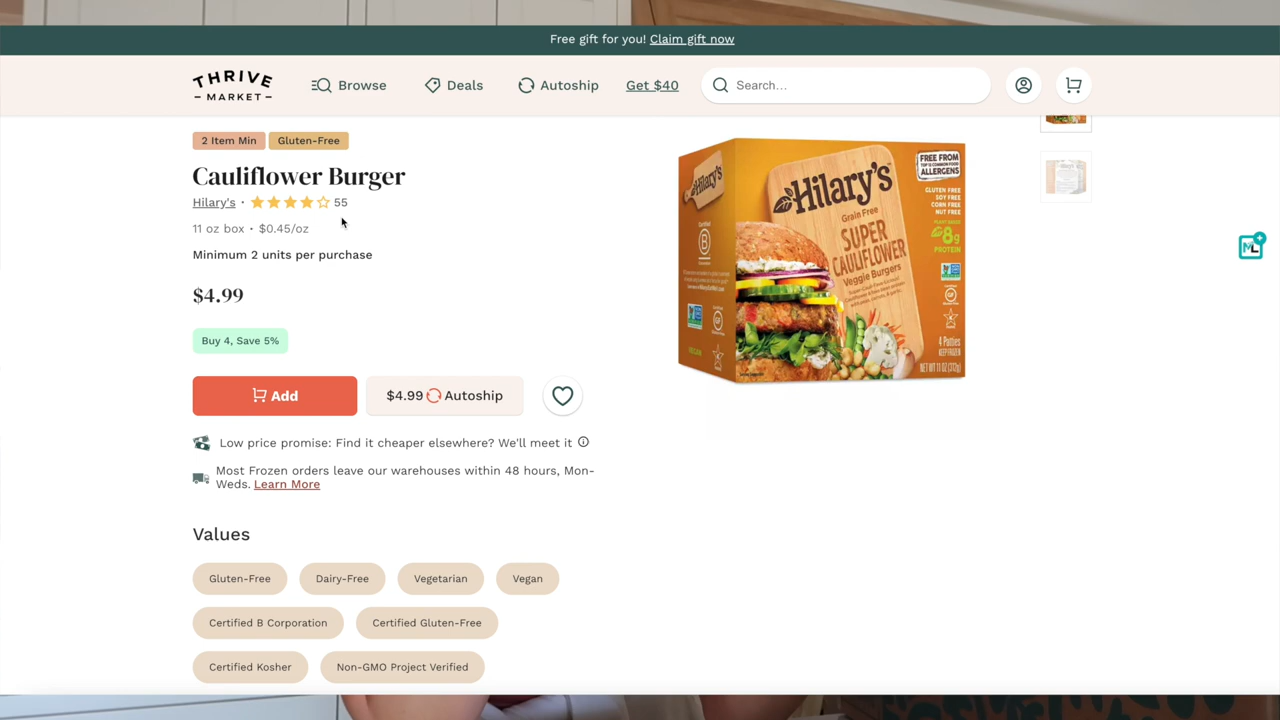 Free gift for you! Claim gift now
THRIVE
MARKET
Browse
Deals
Autoship
Get $40
Search...
2 Item Min
Gluten-Free
Cauliflower Burger
Hilary's • 55
11 oz box • $0.45/oz
Minimum 2 units per purchase
$4.99
Buy 4, Save 5%
Add
$4.99 Autoship
Low price promise: Find it cheaper elsewhere? We'll meet it
Most Frozen orders leave our warehouses within 48 hours, Mon-
Weds. Learn More
Values
Gluten-Free
Dairy-Free
Vegetarian
Vegan
Certified B Corporation
Certified Gluten-Free
Certified Kosher
Non-GMO Project Verified
Hilary's
Hilary's
Grain Free
SUPER
CAULIFLOWER
Veggie Burgers
FREE FROM
ALLERGENS
GLUTEN FREE
SOY FREE
CORN FREE
NUT FREE
8g
PROTEIN
4 Patties
KEEP FROZEN
NET WT 11 OZ (312g)
ML